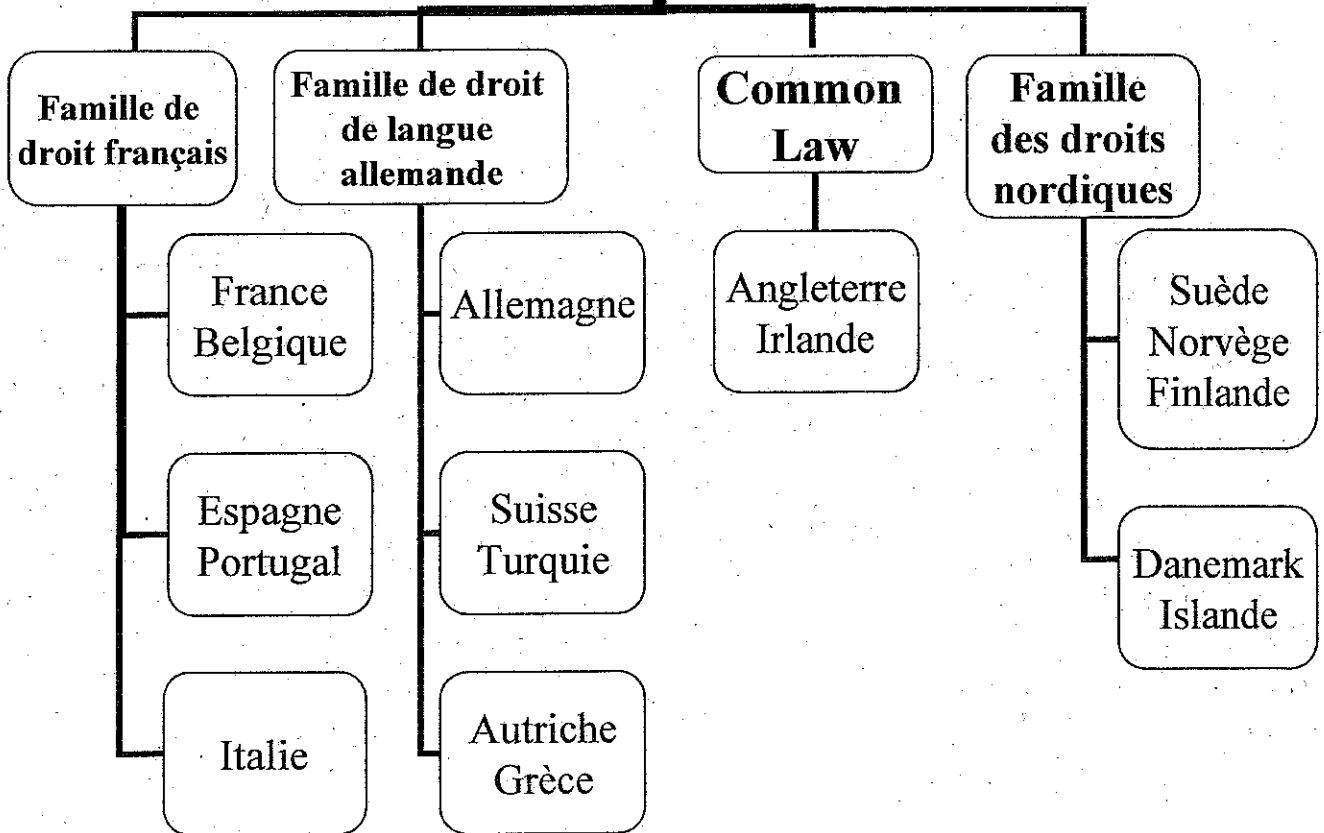 Famille de
droit français
Famille de droit
de langue
allemande
Common
Law
Famille
des droits
nordiques
France
Belgique
Allemagne
Angleterre
Irlande
Suède
Norvège
Finlande
Espagne
Portugal
Suisse
Turquie
Danemark
Islande
Italie
Autriche
Grèce